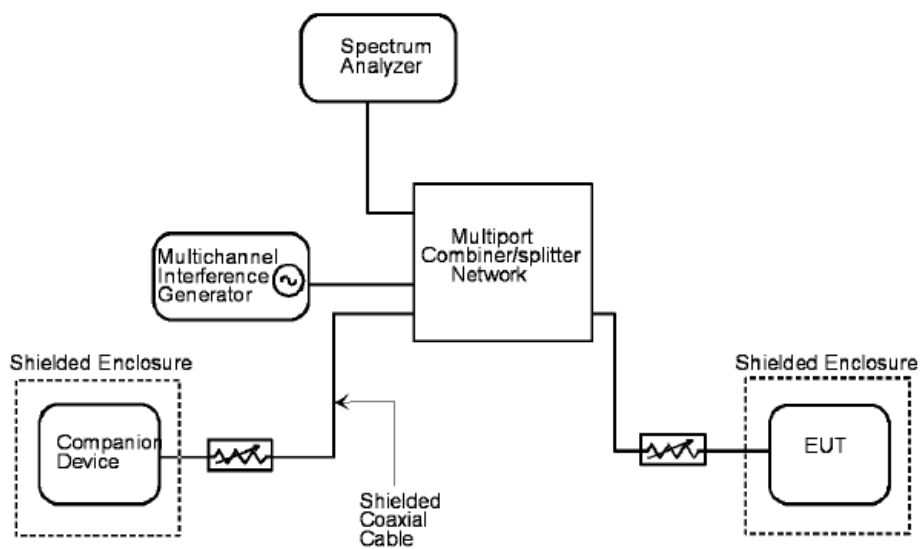 Spectrum
Analyzer
Multiport
Combiner/splitter
Network
Multichannel
Interference
Generator
Shielded Enclosure
Companion
Device
Shielded
Coaxial
Cable
Shielded Enclosure
EUT